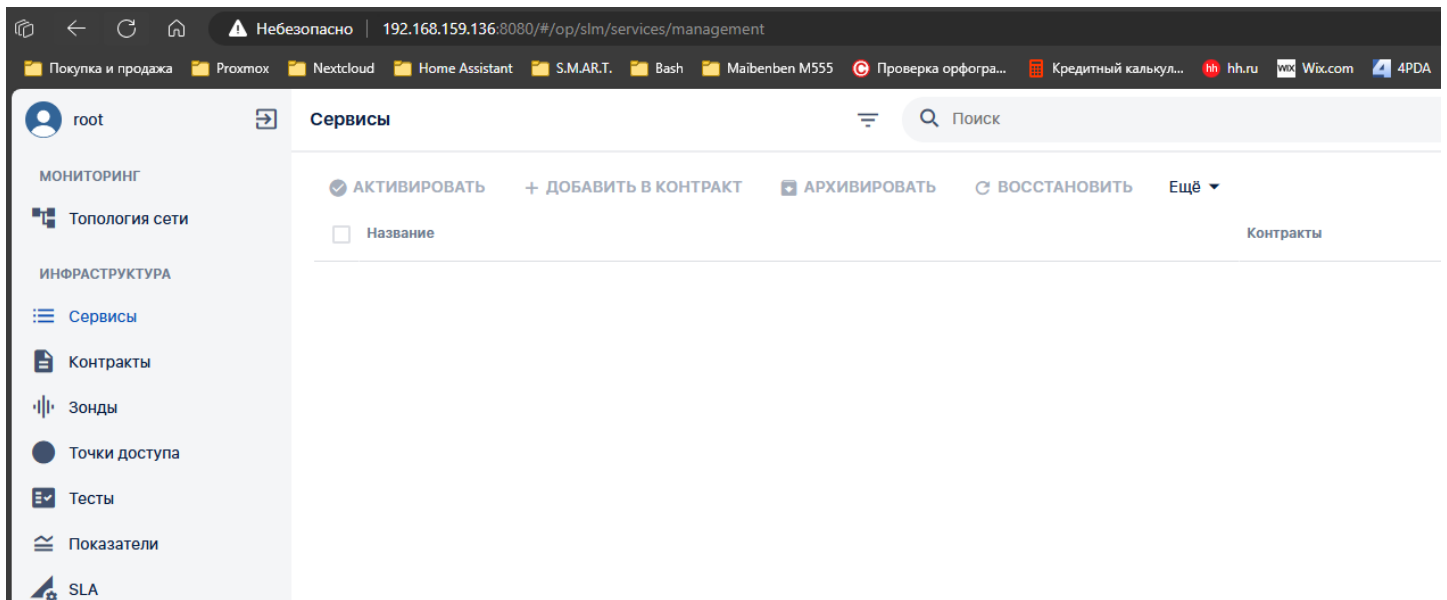 Небезопасно | 192.168.159.136:8080/#/op/slm/services/management
Покупка и продажа Proxmox Nextcloud Home Assistant S.M.AR.T. Bash Maibenben M555 Проверка орфогра... Кредитный калькул... hh hh.ru WIX Wix.com 4 4PDA
root Сервисы Поиск
МОНИТОРИНГ
АКТИВИРОВАТЬ + ДОБАВИТЬ В КОНТРАКТ АРХИВИРОВАТЬ ВОССТАНОВИТЬ Ещё
Топология сети
Название Контракты
ИНФРАСТРУКТУРА
Сервисы
Контракты
Зонды
Точки доступа
Тесты
Показатели
SLA